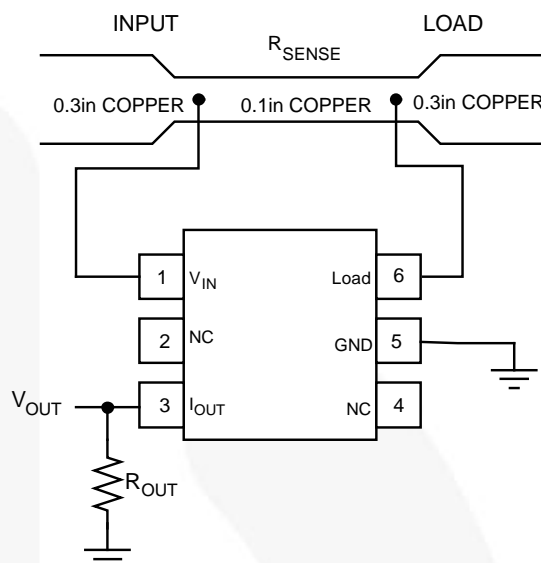 INPUT LOAD
RSENSE
0.3in COPPER 0.1in COPPER 0.3in COPPER
1 VIN Load 6
2 NC GND 5
VOUT 3 IOUT NC 4
ROUT